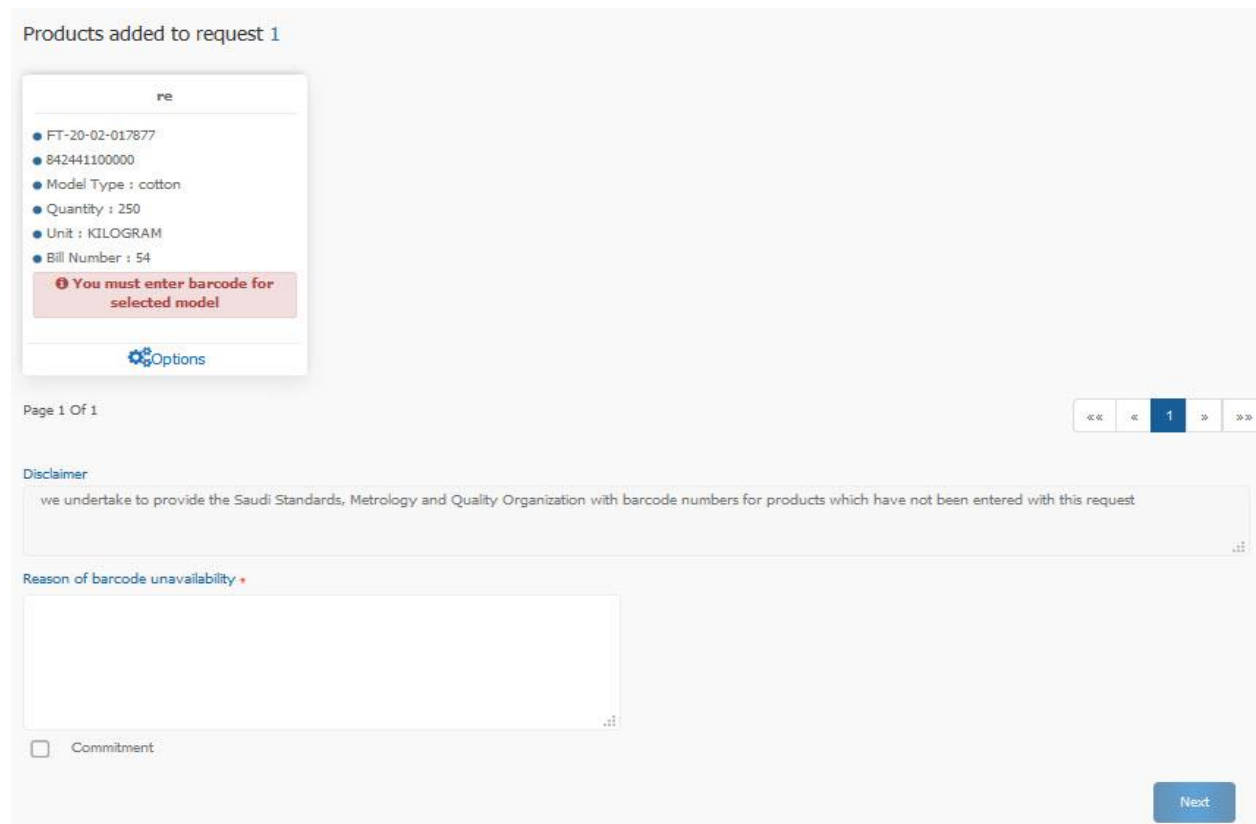 Products added to request 1
re
FT-20-02-017877
842441100000
Model Type : cotton
Quantity : 250
Unit : KILOGRAM
Bill Number : 54
You must enter barcode for
selected model
Options
Page 1 Of 1
«« « 1 » »»
Disclaimer
we undertake to provide the Saudi Standards, Metrology and Quality Organization with barcode numbers for products which have not been entered with this request
Reason of barcode unavailability *
Commitment
Next